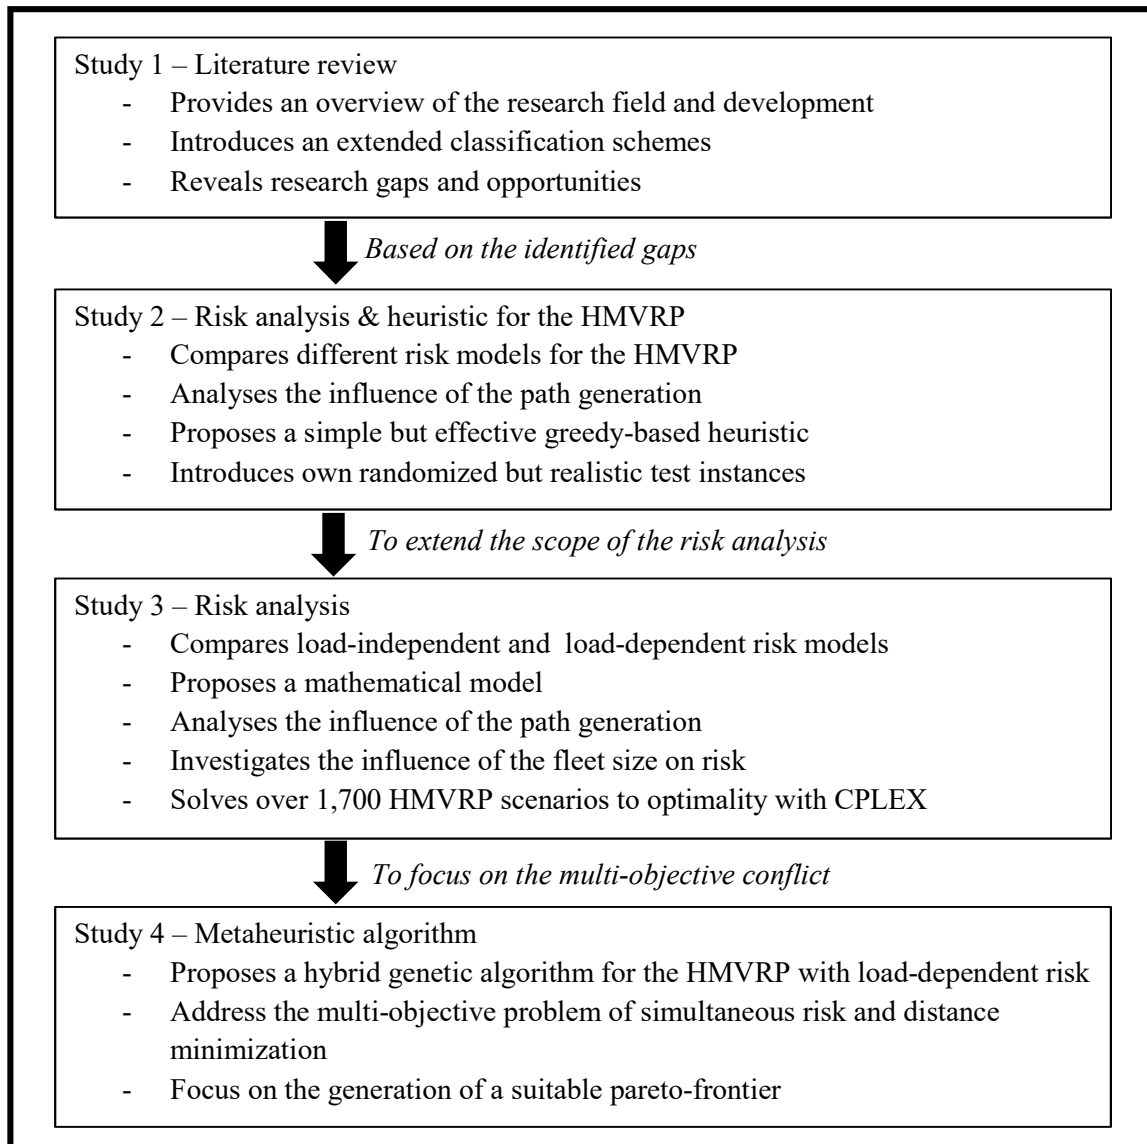 Study 1 – Literature review
- Provides an overview of the research field and development
- Introduces an extended classification schemes
- Reveals research gaps and opportunities
Based on the identified gaps
Study 2 – Risk analysis & heuristic for the HMVRP
- Compares different risk models for the HMVRP
- Analyses the influence of the path generation
- Proposes a simple but effective greedy-based heuristic
- Introduces own randomized but realistic test instances
To extend the scope of the risk analysis
Study 3 – Risk analysis
- Compares load-independent and  load-dependent risk models
- Proposes a mathematical model
- Analyses the influence of the path generation
- Investigates the influence of the fleet size on risk
- Solves over 1,700 HMVRP scenarios to optimality with CPLEX
To focus on the multi-objective conflict
Study 4 – Metaheuristic algorithm
- Proposes a hybrid genetic algorithm for the HMVRP with load-dependent risk
- Address the multi-objective problem of simultaneous risk and distance
minimization
- Focus on the generation of a suitable pareto-frontier